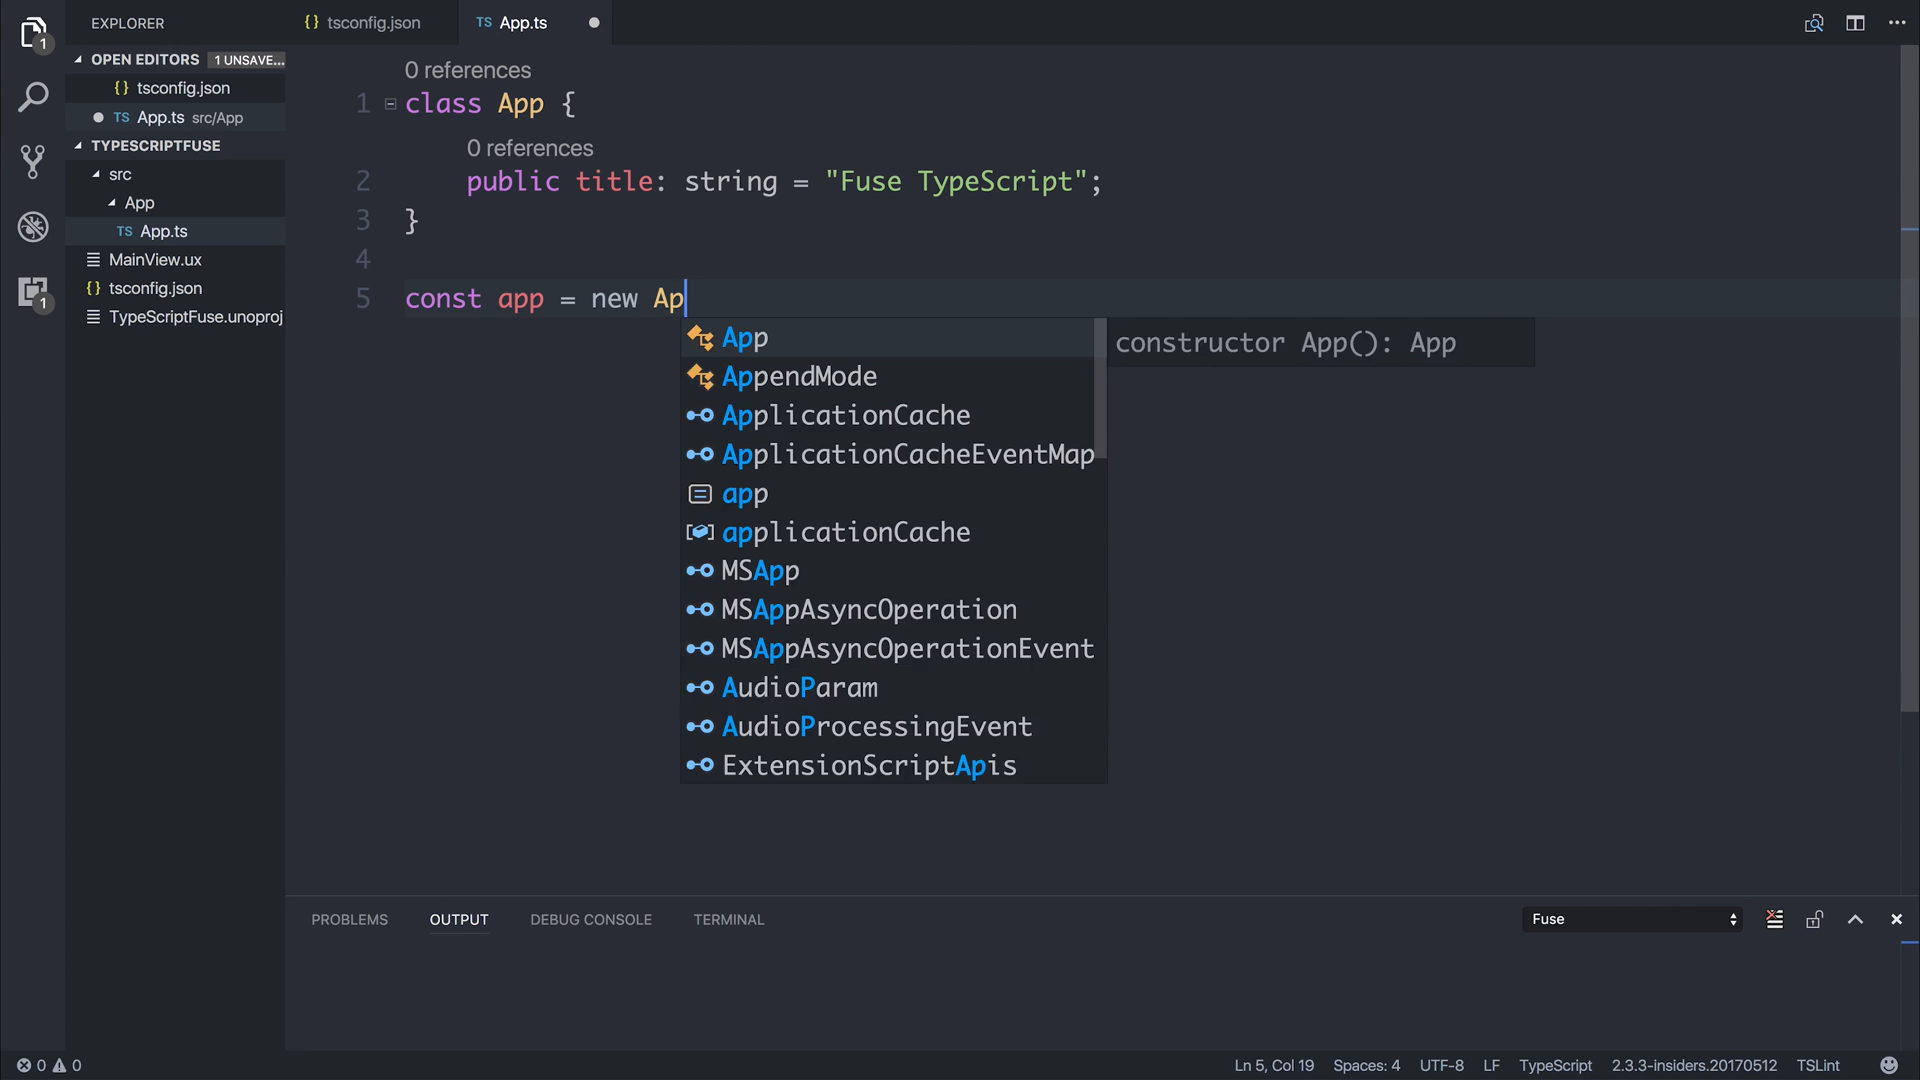 EXPLORER
OPEN EDITORS 1 UNSAVE...
{} tsconfig.json
TS App.ts src/App
TYPESCRIPTFUSE
src
App
TS App.ts
MainView.ux
{} tsconfig.json
TypeScriptFuse.unoproj
1
1
{} tsconfig.json
TS App.ts
0 references
1 class App {
0 references
2 public title: string = "Fuse TypeScript";
3 }
4
5 const app = new Ap
App
AppendMode
ApplicationCache
ApplicationCacheEventMap
app
applicationCache
MSApp
MSAppAsyncOperation
MSAppAsyncOperationEvent
AudioParam
AudioProcessingEvent
ExtensionScriptApis
constructor App(): App
PROBLEMS OUTPUT DEBUG CONSOLE TERMINAL
Fuse
0 0
Ln 5, Col 19 Spaces: 4 UTF-8 LF TypeScript 2.3.3-insiders.20170512 TSLint